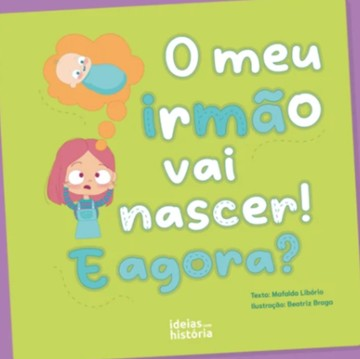 O meu
irmão
vai
nascer!
E agora?
Texto: Mafalda Libório
Ilustração: Beatriz Braga
ideias com
história